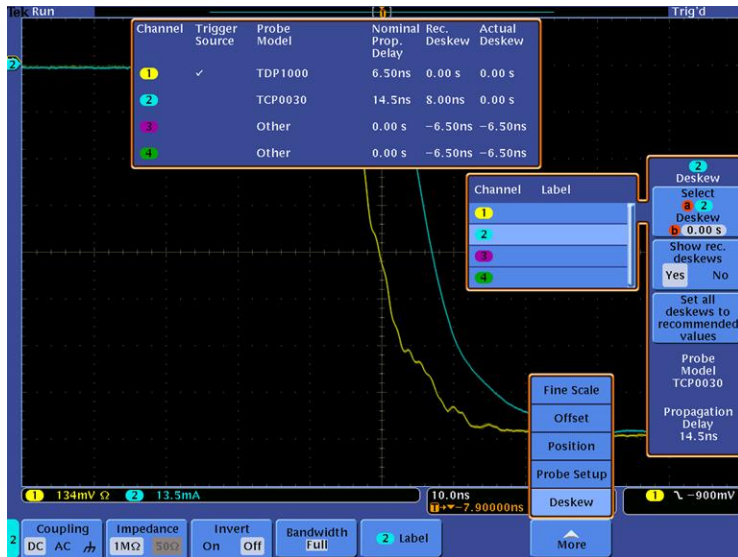 Tek Run
Trig'd
Channel Trigger Source Probe Model Nominal Prop. Delay Rec. Deskew Actual Deskew
1 ✓ TDP1000 6.50ns 0.00 s 0.00 s
2 TCP0030 14.5ns 8.00ns 0.00 s
3 Other 0.00 s −6.50ns −6.50ns
4 Other 0.00 s −6.50ns −6.50ns
2
Channel Label
1
2
3
4
2
Deskew
Select
a 2
Deskew
b 0.00 s
Show rec.
deskews
Yes No
Set all
deskews to
recommended
values
Probe
Model
TCP0030
Propagation
Delay
14.5ns
Fine Scale
Offset
Position
Probe Setup
Deskew
1 134mV Ω 2 13.5mA
10.0ns
T→▼−7.90000ns
1 −900mV
2
Coupling
DC AC
Impedance
1MΩ 50Ω
Invert
On Off
Bandwidth
Full
2 Label
More